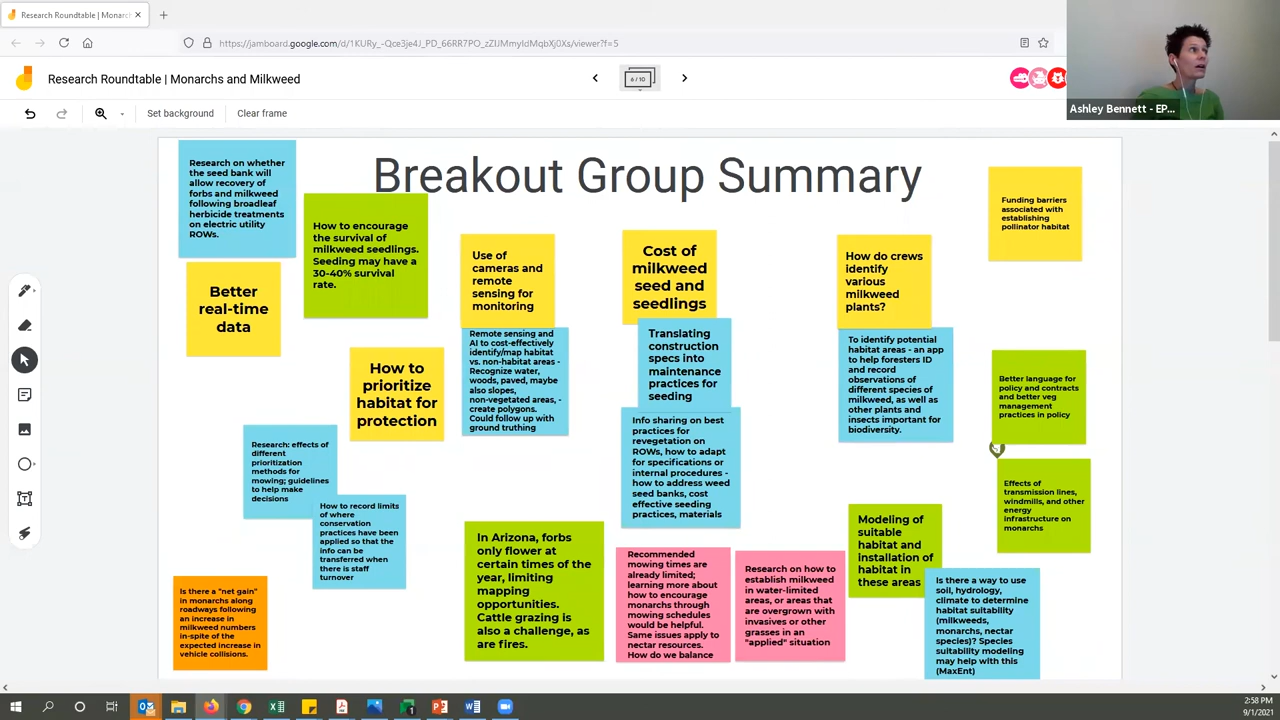 Research Roundtable | Monarc
https://jamboard.google.com/d/1KURy_-Qce3je4J_PD_66RR7PO_zZIJMmyIdMqbXj0Xs/viewer?f=5
Research Roundtable | Monarchs and Milkweed
6 / 10
Set background
Clear frame
Ashley Bennett - EP...
Breakout Group Summary
Research on whether
the seed bank will
allow recovery of
forbs and milkweed
following broadleaf
herbicide treatments
on electric utility
ROWs.
How to encourage
the survival of
milkweed seedlings.
Seeding may have a
30-40% survival
rate.
Use of
cameras and
remote
sensing for
monitoring
Cost of
milkweed
seed and
seedlings
How do crews
identify
various
milkweed
plants?
Funding barriers
associated with
establishing
pollinator habitat
Better
real-time
data
How to
prioritize
habitat for
protection
Remote sensing and
AI to cost-effectively
identify/map habitat
vs. non-habitat areas -
Recognize water,
woods, paved, maybe
also slopes,
non-vegetated areas, -
create polygons.
Could follow up with
ground truthing
Translating
construction
specs into
maintenance
practices for
seeding
To identify potential
habitat areas - an app
to help foresters ID
and record
observations of
different species of
milkweed, as well as
other plants and
insects important for
biodiversity.
Better language for
policy and contracts
and better veg
management
practices in policy
Info sharing on best
practices for
revegetation on
ROWs, how to adapt
for specifications or
internal procedures -
how to address weed
seed banks, cost
effective seeding
practices, materials
Research: effects of
different
prioritization
methods for
mowing; guidelines
to help make
decisions
How to record limits
of where
conservation
practices have been
applied so that the
info can be
transferred when
there is staff
turnover
Effects of
transmission lines,
windmills, and other
energy
infrastructure on
monarchs
In Arizona, forbs
only flower at
certain times of the
year, limiting
mapping
opportunities.
Cattle grazing is
also a challenge, as
are fires.
Recommended
mowing times are
already limited;
learning more about
how to encourage
monarchs through
mowing schedules
would be helpful.
Same issues apply to
nectar resources.
How do we balance
Research on how to
establish milkweed
in water-limited
areas, or areas that
are overgrown with
invasives or other
grasses in an
"applied" situation
Modeling of
suitable
habitat and
installation of
habitat in
these areas
Is there a way to use
soil, hydrology,
climate to determine
habitat suitability
(milkweeds,
monarchs, nectar
species)? Species
suitability modeling
may help with this
(MaxEnt)
Is there a "net gain"
in monarchs along
roadways following
an increase in
milkweed numbers
in-spite of the
expected increase in
vehicle collisions.
2:58 PM
9/1/2021